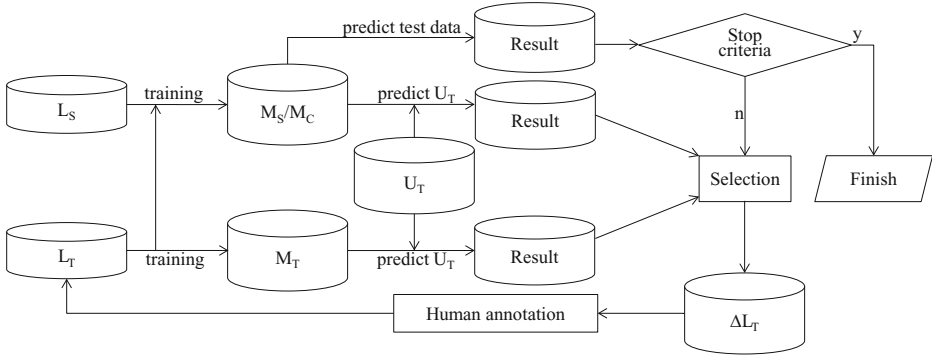 predict test data
Result
Stop
criteria
y
L_S
training
M_S/M_C
predict U_T
Result
n
U_T
Selection
Finish
L_T
training
M_T
predict U_T
Result
Human annotation
ΔL_T